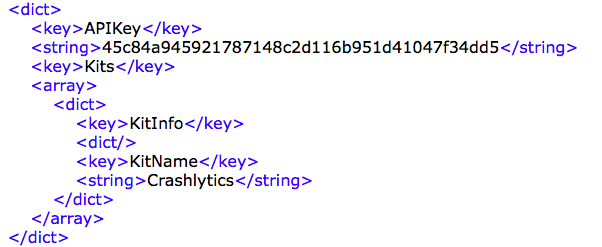 <dict>
<key>APIKey</key>
<string>45c84a945921787148c2d116b951d41047f34dd5</string>
<key>Kits</key>
<array>
<dict>
<key>KitInfo</key>
<dict/>
<key>KitName</key>
<string>Crashlytics</string>
</dict>
</array>
</dict>